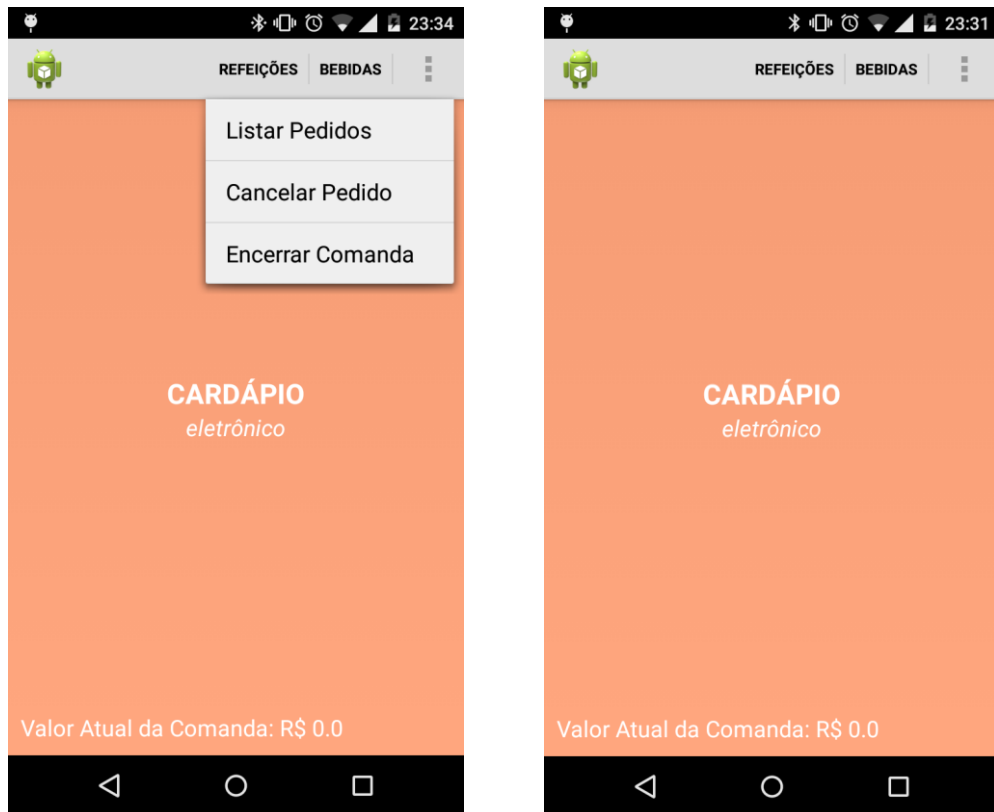 23:34
REFEIÇÕES BEBIDAS
Listar Pedidos
Cancelar Pedido
Encerrar Comanda
CARDÁPIO
eletrônico
Valor Atual da Comanda: R$ 0.0
23:31
REFEIÇÕES BEBIDAS
CARDÁPIO
eletrônico
Valor Atual da Comanda: R$ 0.0